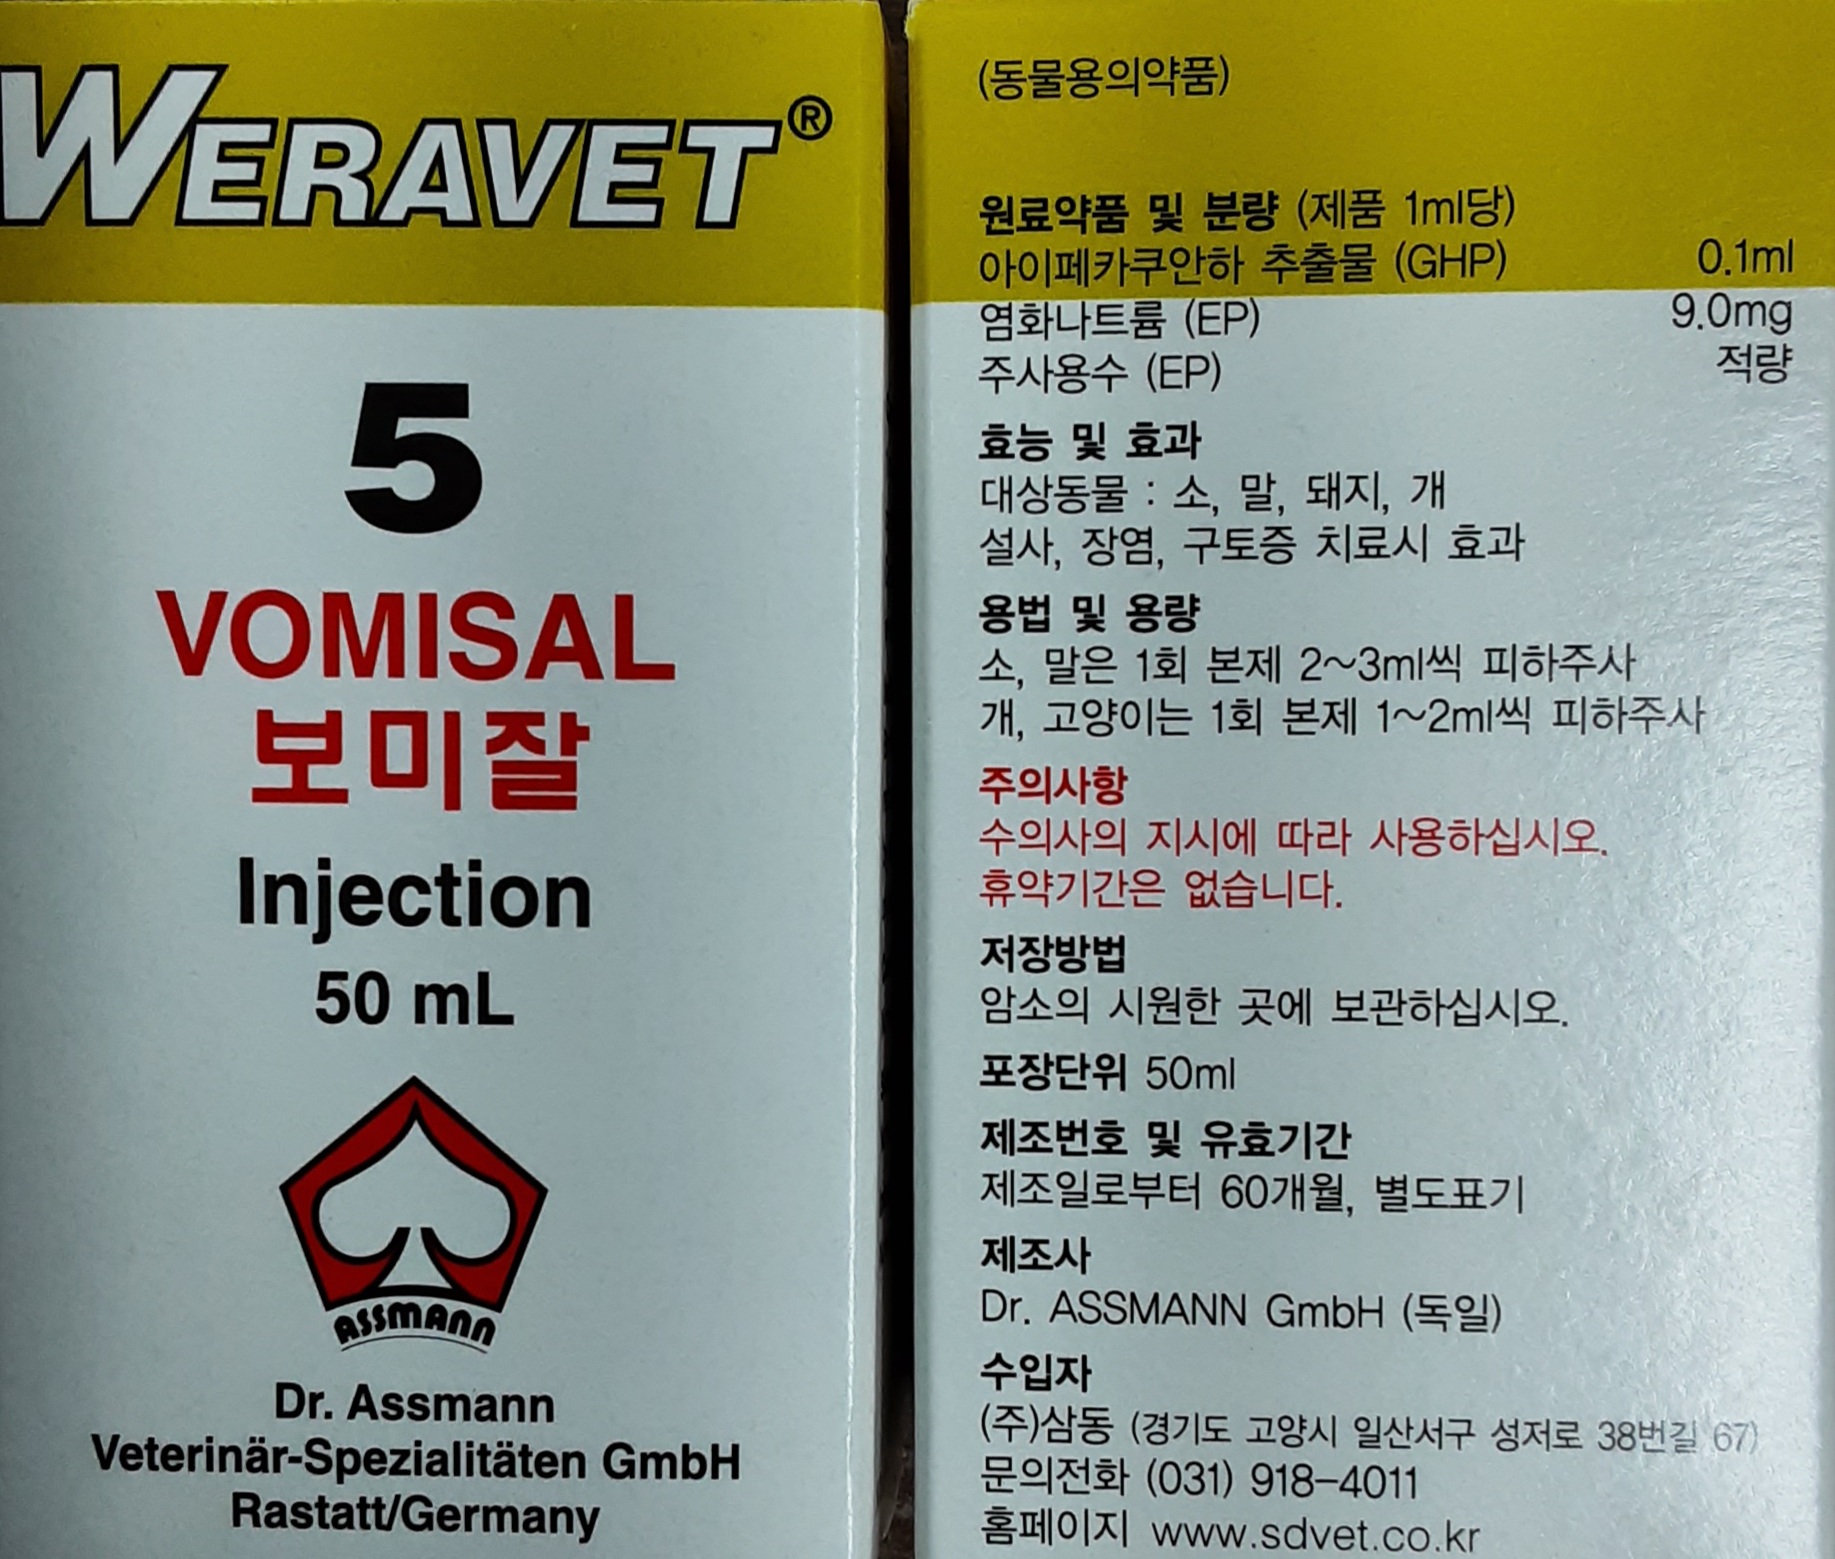 WERAVET®
5
VOMISAL
보미잘
Injection
50 mL
ASSMANN
Dr. Assmann
Veterinär-Spezialitäten GmbH
Rastatt/Germany
(동물용의약품)
원료약품 및 분량 (제품 1ml당)
아이페카쿠안하 추출물 (GHP) 0.1ml
염화나트륨 (EP) 9.0mg
주사용수 (EP) 적량
효능 및 효과
대상동물 : 소, 말, 돼지, 개
설사, 장염, 구토증 치료시 효과
용법 및 용량
소, 말은 1회 본제 2~3ml씩 피하주사
개, 고양이는 1회 본제 1~2ml씩 피하주사
주의사항
수의사의 지시에 따라 사용하십시오.
휴약기간은 없습니다.
저장방법
암소의 시원한 곳에 보관하십시오.
포장단위 50ml
제조번호 및 유효기간
제조일로부터 60개월, 별도표기
제조사
Dr. ASSMANN GmbH (독일)
수입자
(주)삼동 (경기도 고양시 일산서구 성저로 38번길 67)
문의전화 (031) 918-4011
홈페이지 www.sdvet.co.kr